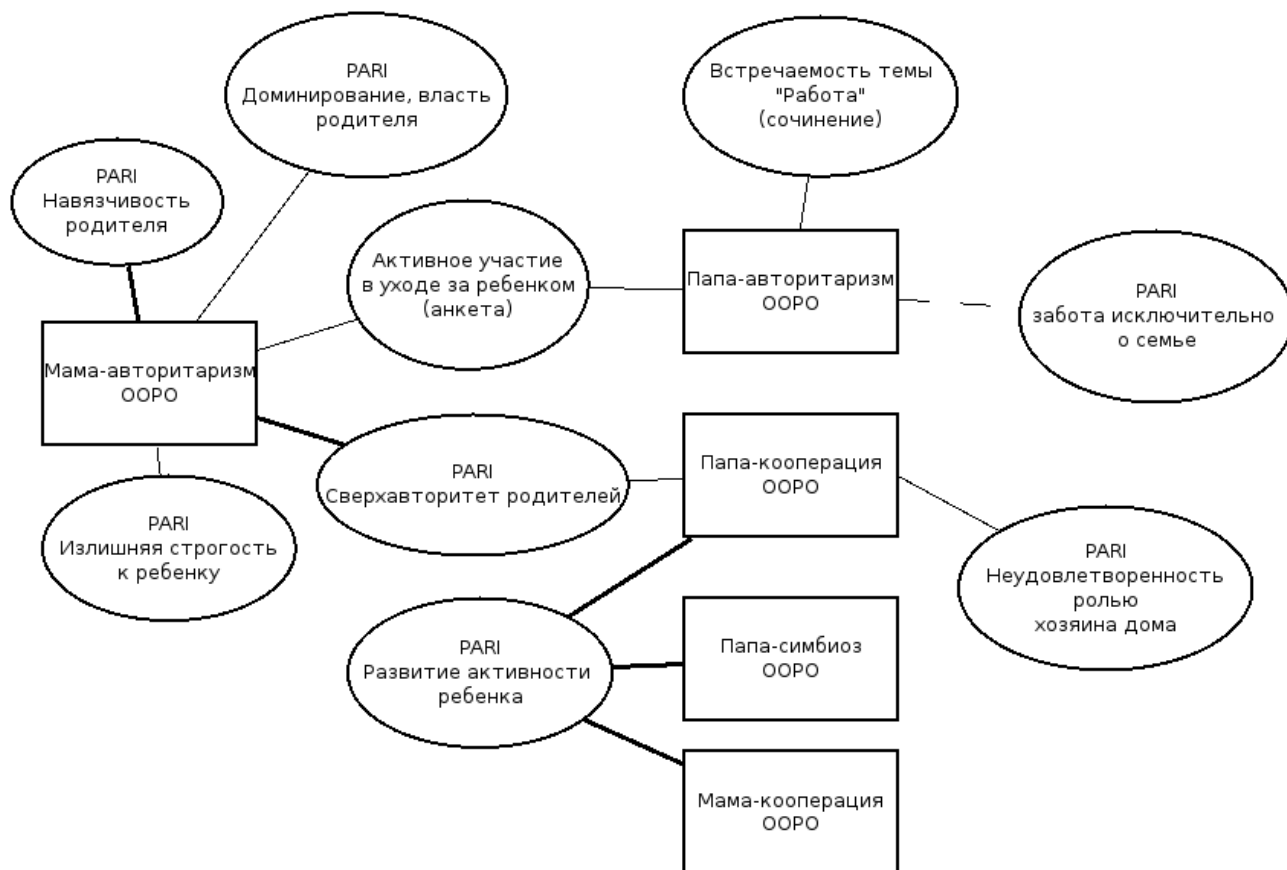 PARI
Доминирование, власть
родителя
Встречаемость темы
"Работа"
(сочинение)
PARI
Навязчивость
родителя
Активное участие
в уходе за ребенком
(анкета)
Папа-авторитаризм
ООРО
PARI
забота исключительно
о семье
Мама-авторитаризм
ООРО
PARI
Сверхавторитет родителей
Папа-кооперация
ООРО
PARI
Излишняя строгость
к ребенку
PARI
Неудовлетворенность
ролью
хозяина дома
PARI
Развитие активности
ребенка
Папа-симбиоз
ООРО
Мама-кооперация
ООРО